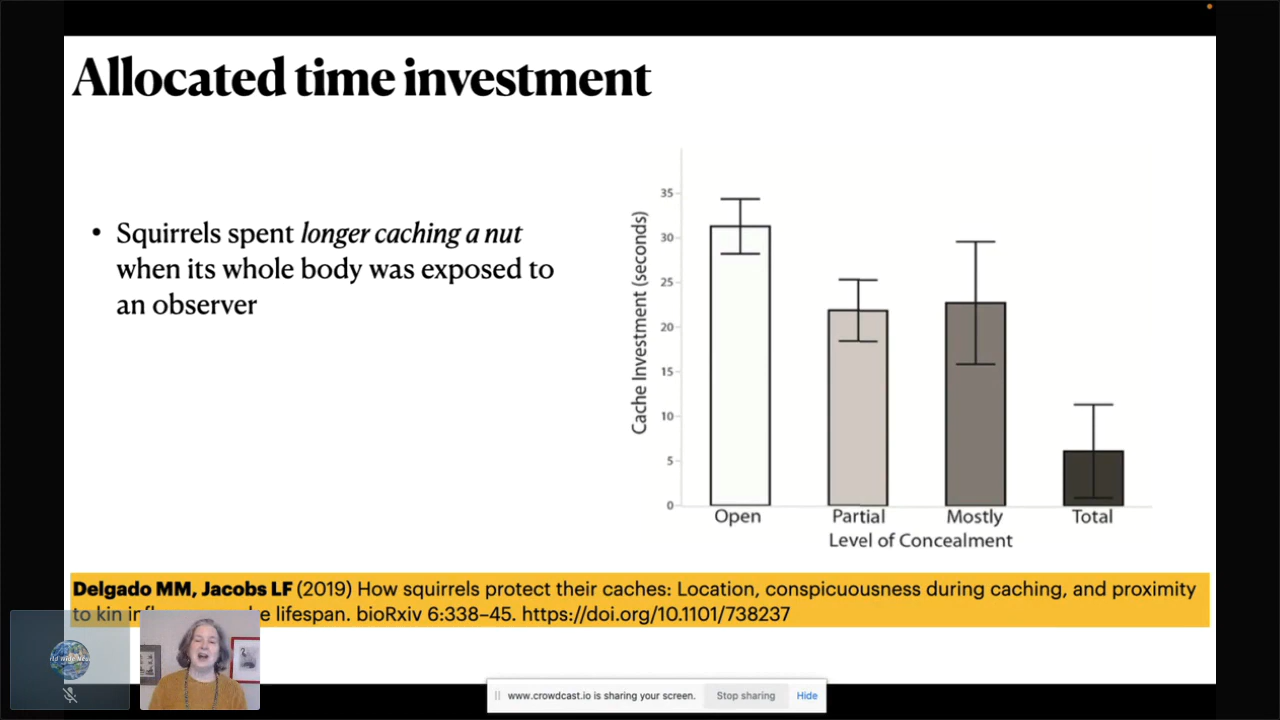 Allocated time investment
• Squirrels spent longer caching a nut
when its whole body was exposed to
an observer
Cache Investment (seconds)
35
30
25
20
15
10
5
0
Open Partial Mostly Total
Level of Concealment
Delgado MM, Jacobs LF (2019) How squirrels protect their caches: Location, conspicuousness during caching, and proximity
to kin lifespan. bioRxiv 6:338–45. https://doi.org/10.1101/738237
www.crowdcast.io is sharing your screen. Stop sharing Hide